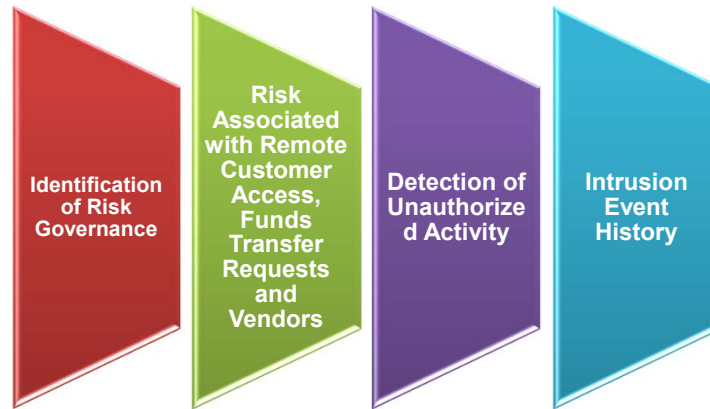 Identification
of Risk
Governance
Risk
Associated
with Remote
Customer
Access,
Funds
Transfer
Requests
and
Vendors
Detection of
Unauthorize
d Activity
Intrusion
Event
History